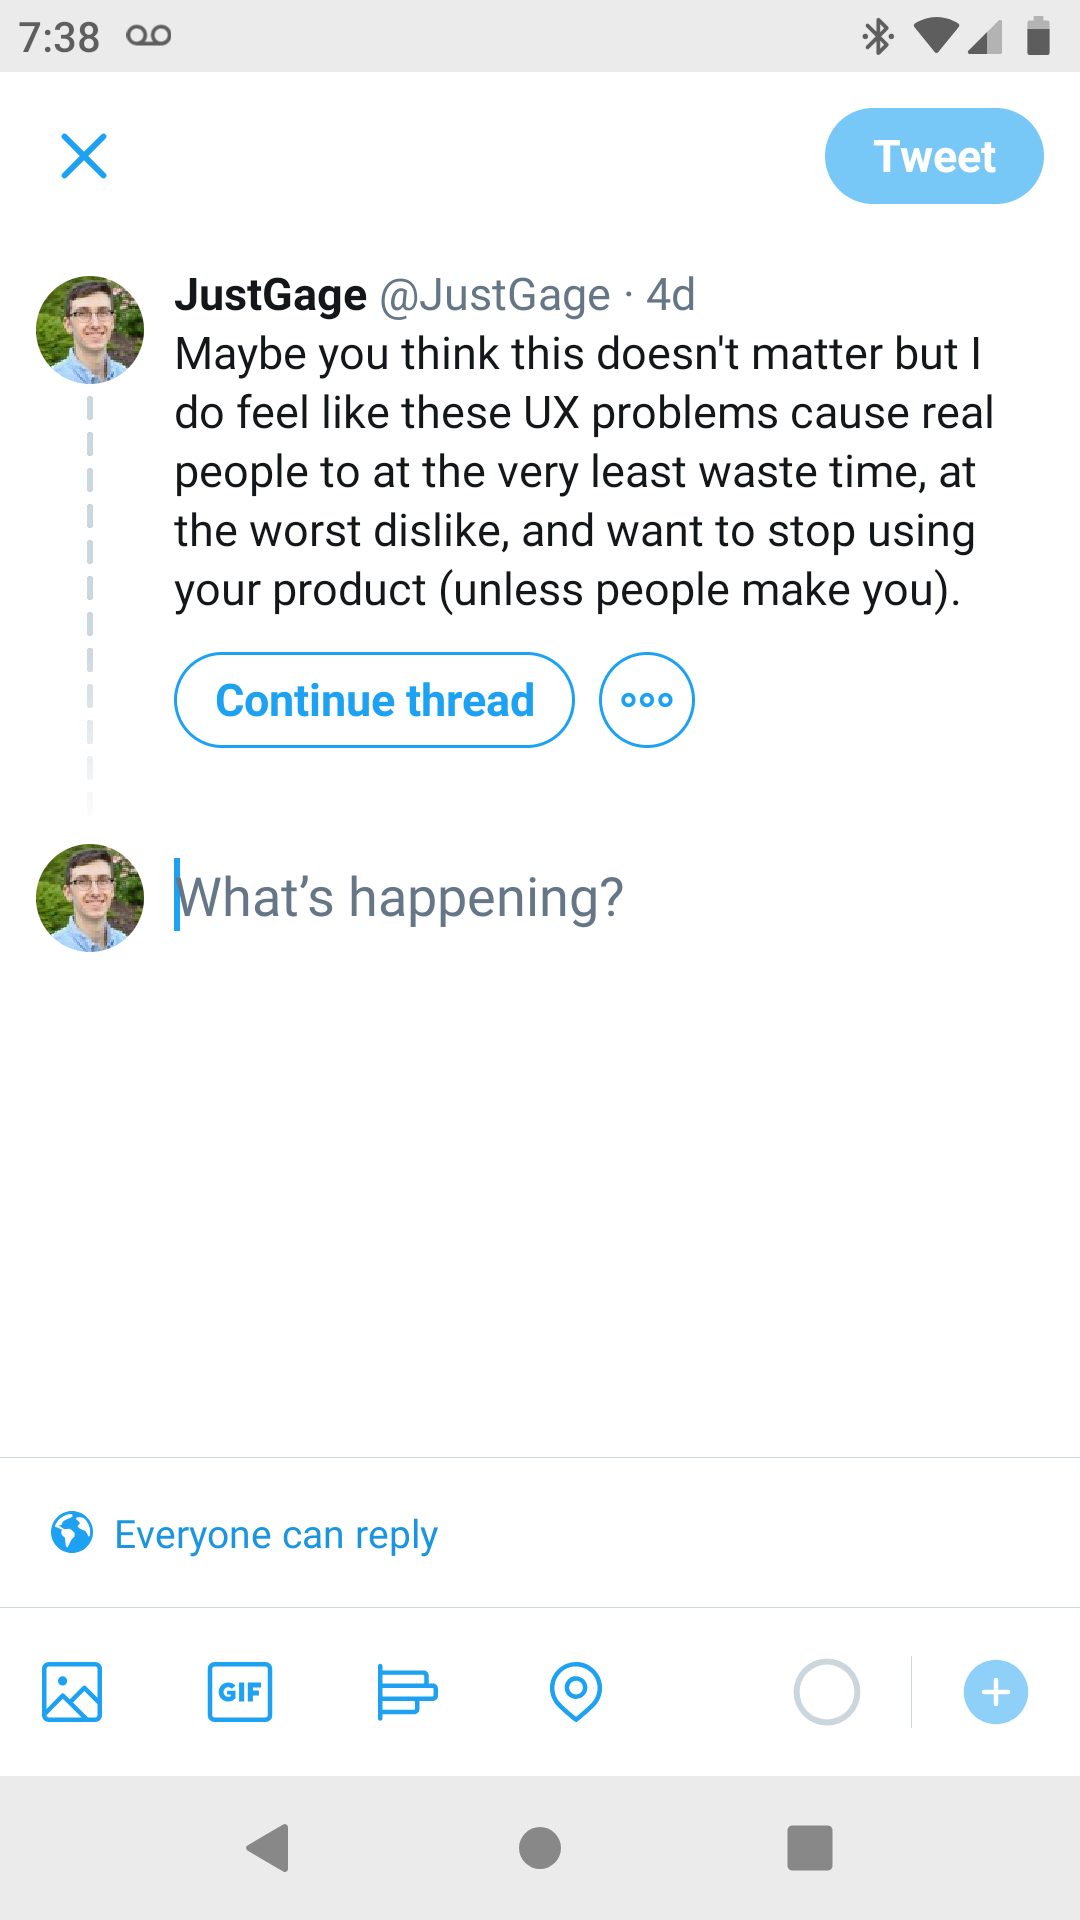 7:38
Tweet
JustGage @JustGage · 4d
Maybe you think this doesn't matter but I
do feel like these UX problems cause real
people to at the very least waste time, at
the worst dislike, and want to stop using
your product (unless people make you).
Continue thread
What’s happening?
Everyone can reply
GIF